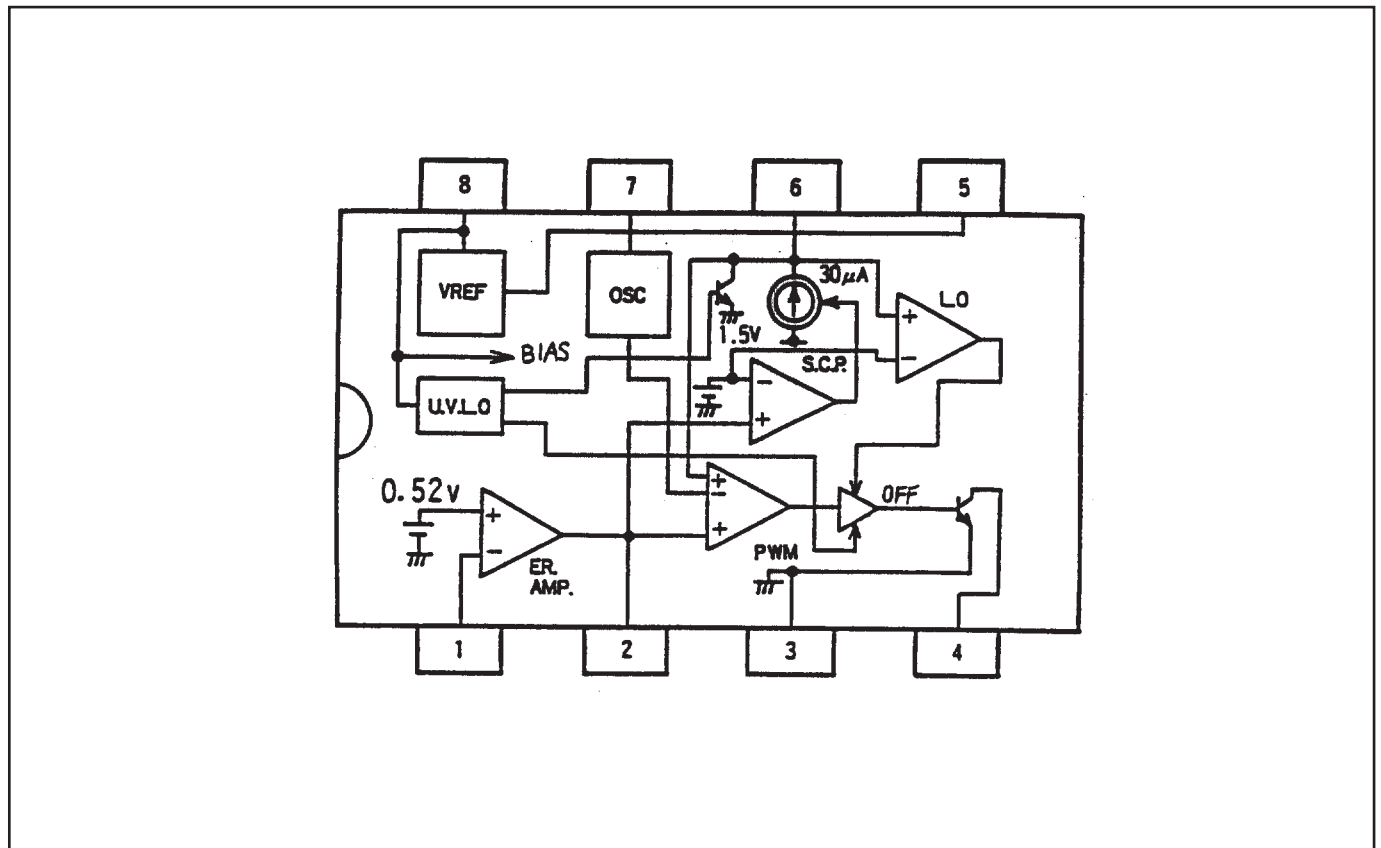 8
7
6
5
VREF
OSC
30μA
L.O
1.5V
BIAS
S.C.P.
U.V.L.O
0.52V
+
-
ER.
AMP.
-
+
+
-
+
+
-
OFF
PWM
1
2
3
4